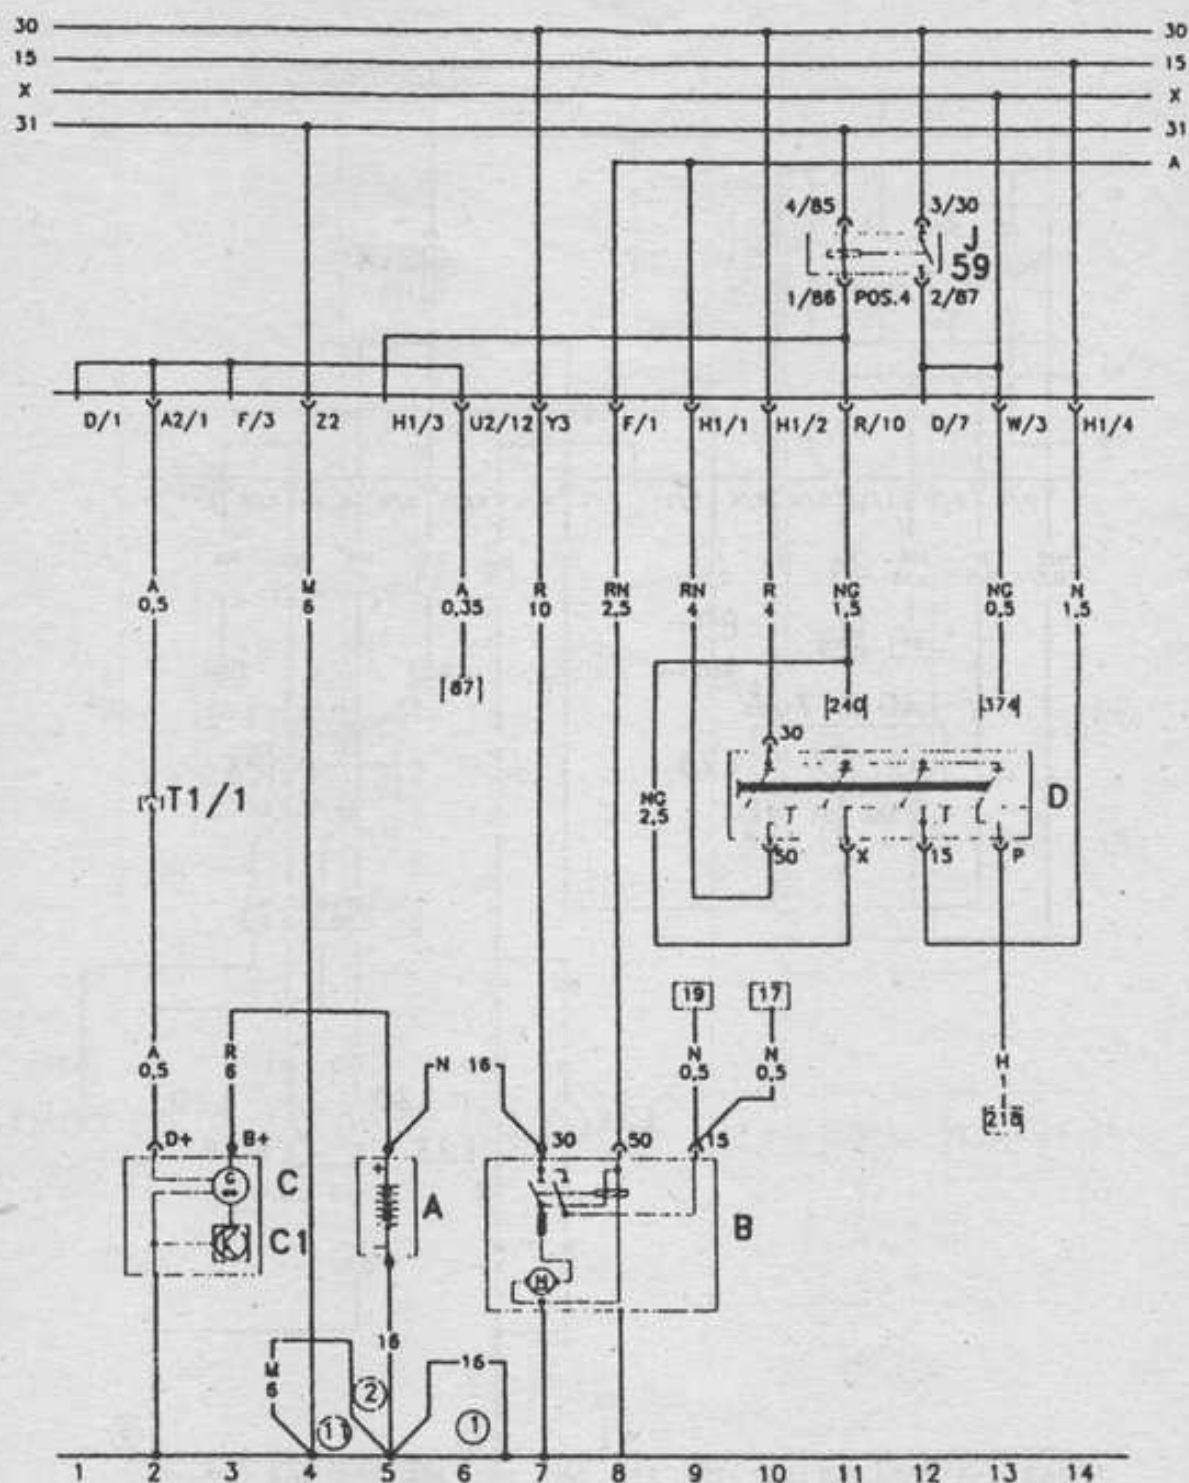 30 30
15 15
X X
31 31
A
4/85 3/30
J
59
1/86 POS.4 2/87
D/1 A2/1 F/3 Z2 H1/3 U2/12 Y3 F/1 H1/1 H1/2 R/10 D/7 W/3 H1/4
A M A R RN RN R NG NG N
0,5 6 0,35 10 2,5 4 4 1,5 0,5 1,5
67 240 374
30
T1/1
NG
2,5
D
50 X 15 P
19 17
A R N 16 N N H
0,5 6 0,5 0,5 1
218
D+ B+ 30 50 15
G
C + A B
C1
M
16
M 16
6
2
11 1
1 2 3 4 5 6 7 8 9 10 11 12 13 14